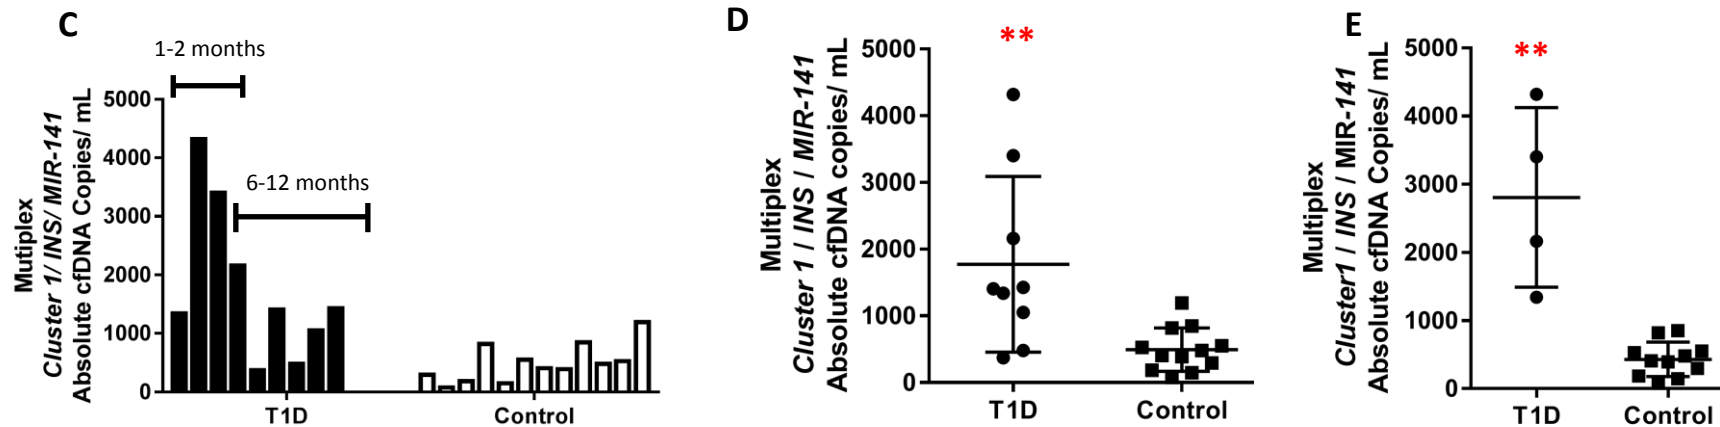 C
1-2 months
6-12 months
Mutiplex
Cluster 1/ INS/ MIR-141
Absolute cfDNA Copies/ mL
5000
4000
3000
2000
1000
0
T1D
Control
D
**
Multiplex
Cluster 1 / INS / MIR-141
Absolute cfDNA copies/ mL
5000
4000
3000
2000
1000
0
T1D
Control
E
**
Multiplex
Cluster1 / INS / MIR-141
Absolute cfDNA Copies/ mL
5000
4000
3000
2000
1000
0
T1D
Control